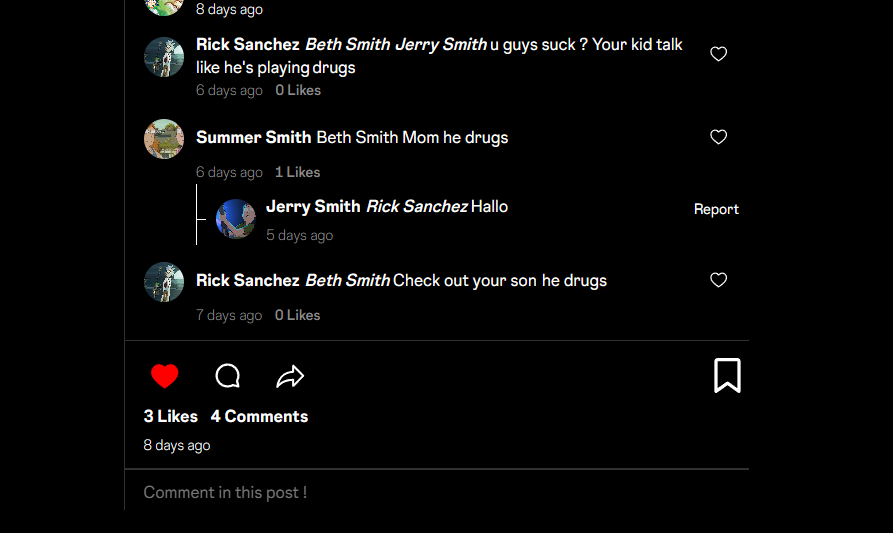 8 days ago
Rick Sanchez Beth Smith Jerry Smith u guys suck ? Your kid talk
like he's playing drugs
6 days ago 0 Likes
Summer Smith Beth Smith Mom he drugs
6 days ago 1 Likes
Jerry Smith Rick Sanchez Hallo
Report
5 days ago
Rick Sanchez Beth Smith Check out your son he drugs
7 days ago 0 Likes
3 Likes 4 Comments
8 days ago
Comment in this post !